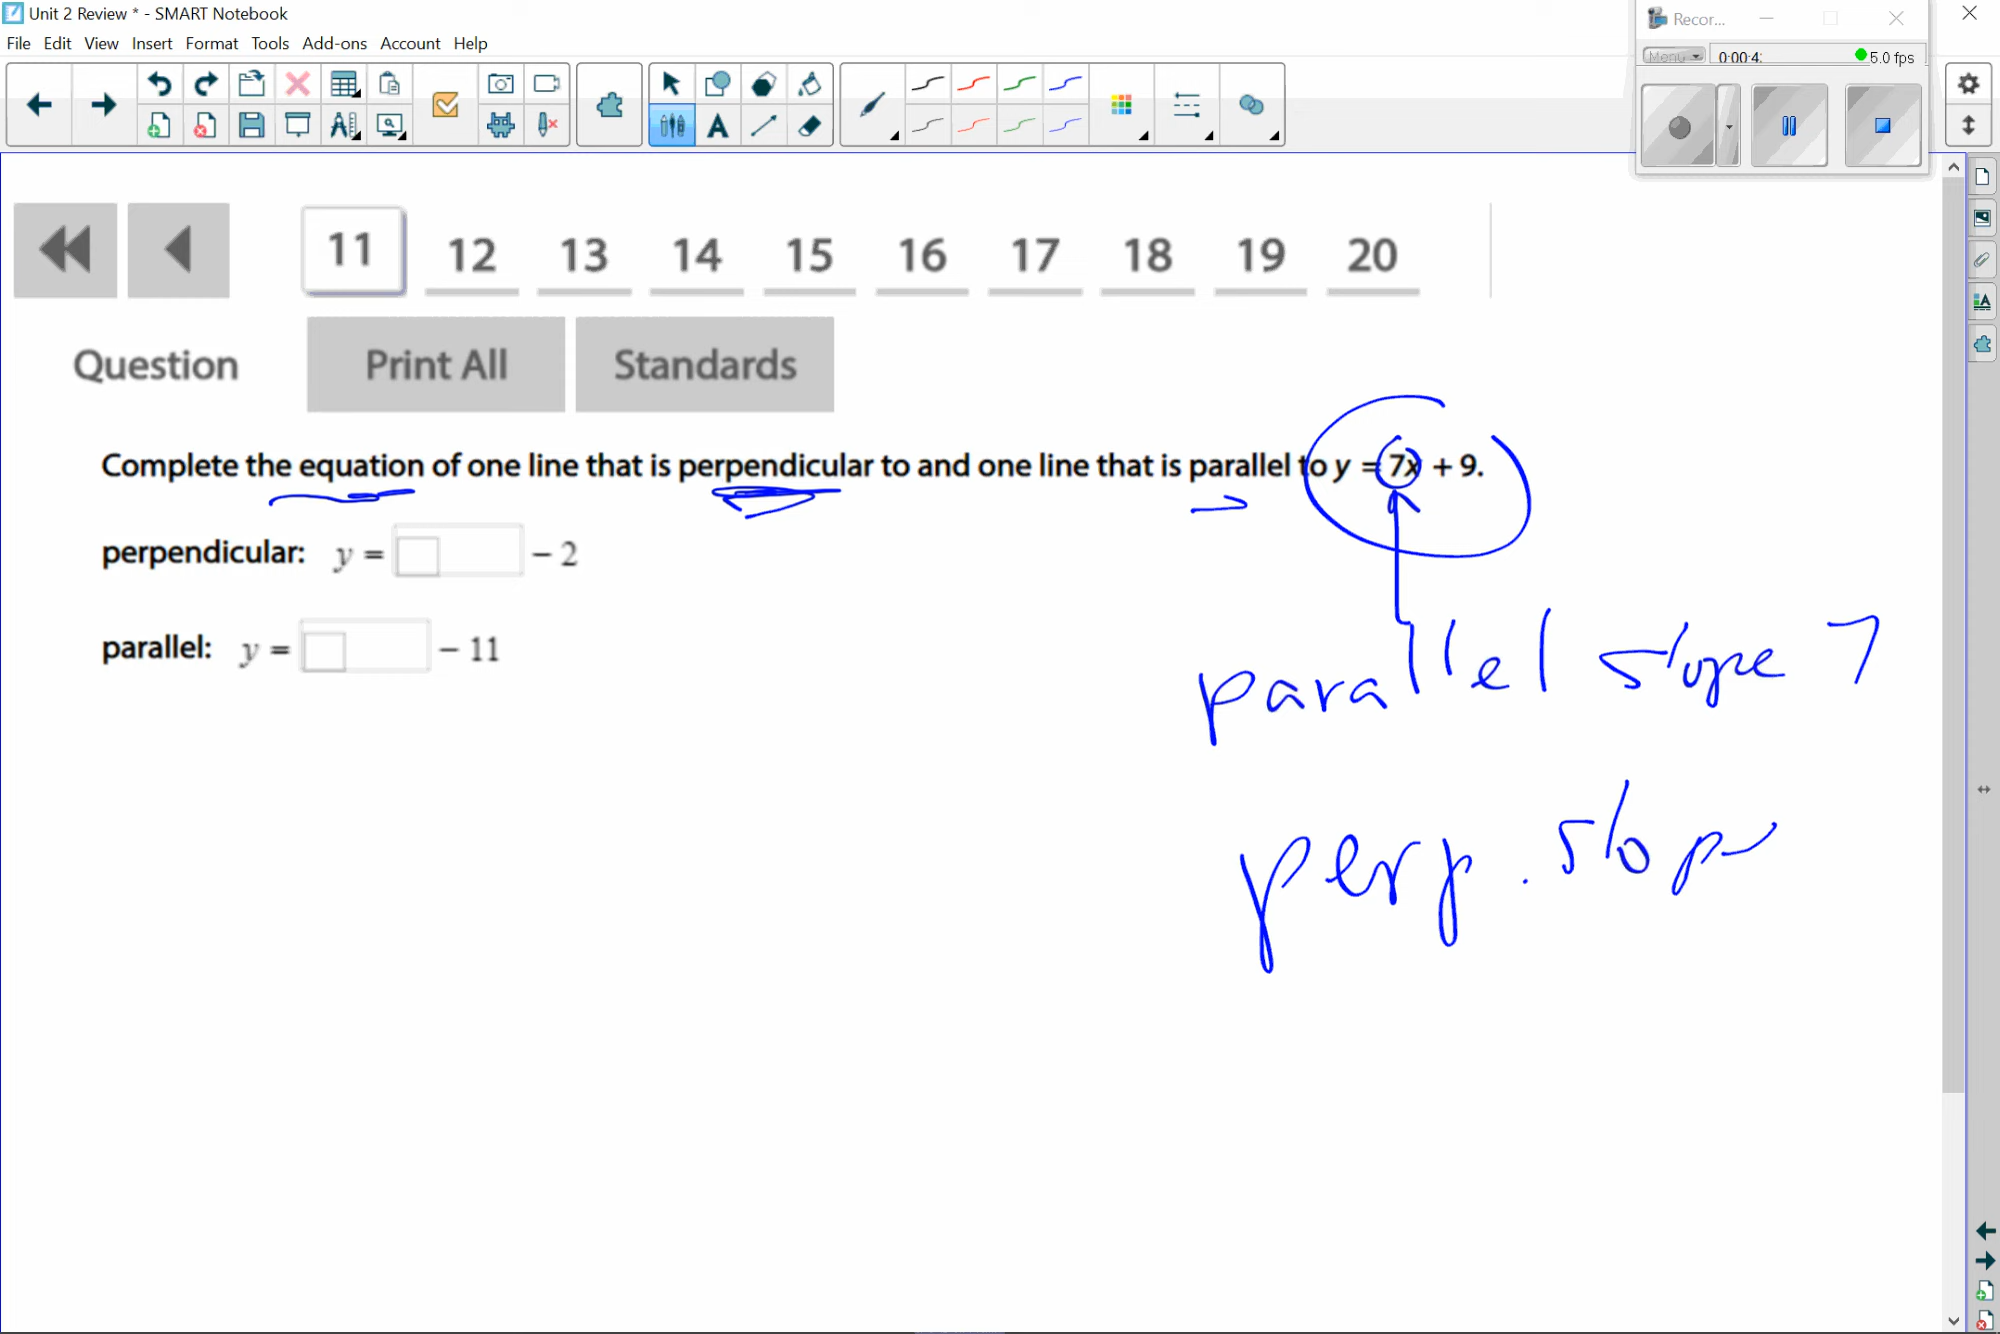 Unit 2 Review * - SMART Notebook
Recor...
File Edit View Insert Format Tools Add-ons Account Help
Menu 0:00:4: 5.0 fps
11 12 13 14 15 16 17 18 19 20
Question Print All Standards
Complete the equation of one line that is perpendicular to and one line that is parallel to y = 7x + 9.
perpendicular: y = - 2
parallel: y = - 11
parallel slope 7
perp. slope